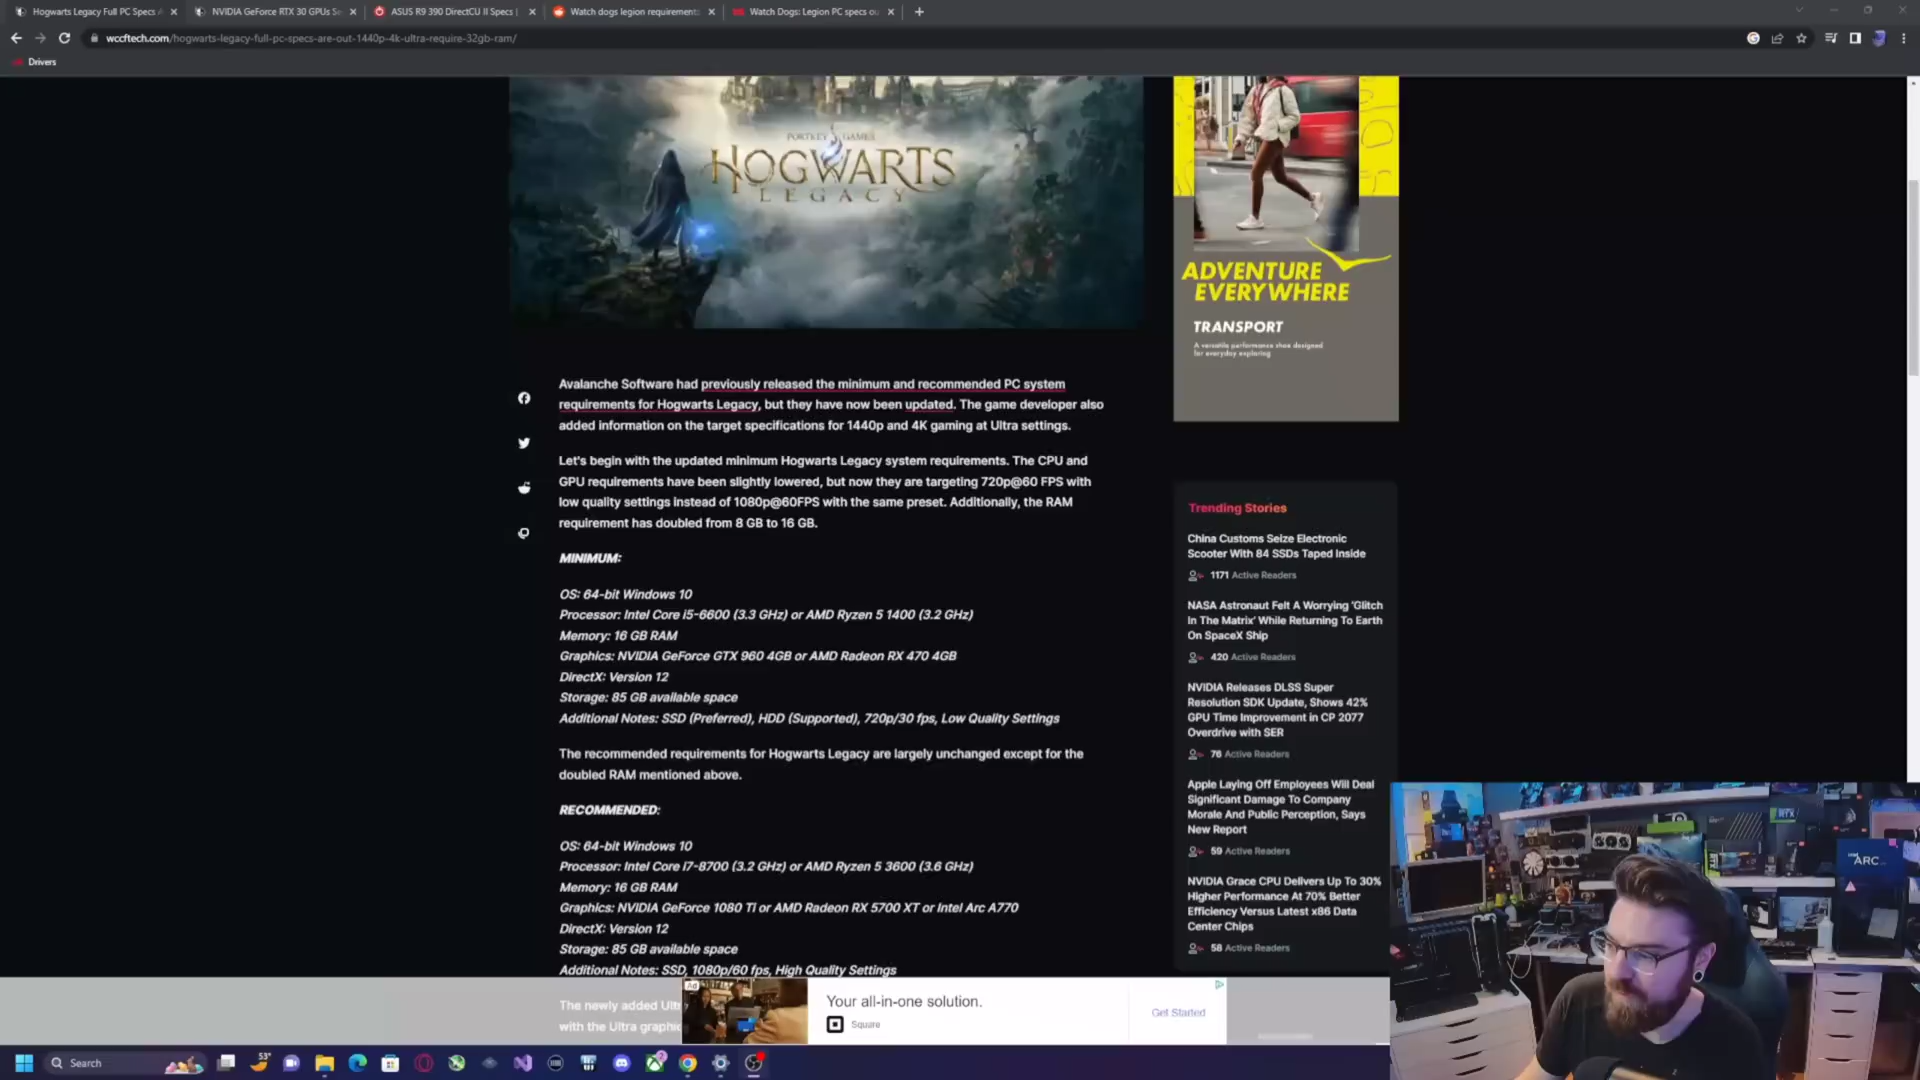 Hogwarts Legacy Full PC Specs
NVIDIA GeForce RTX 30 GPUs
ASUS R9 390 DirectCU II Specs |
Watch dogs legion requirement
Watch Dogs: Legion PC specs
wccftech.com/hogwarts-legacy-full-pc-specs-are-out-1440p-4k-ultra-require-32gb-ram/
Drivers
PORTKEY GAMES
HOGWARTS
LEGACY
ADVENTURE
EVERYWHERE
TRANSPORT
A versatile performance shoe designed
for everyday exploring
Avalanche Software had previously released the minimum and recommended PC system
requirements for Hogwarts Legacy, but they have now been updated. The game developer also
added information on the target specifications for 1440p and 4K gaming at Ultra settings.
Let's begin with the updated minimum Hogwarts Legacy system requirements. The CPU and
GPU requirements have been slightly lowered, but now they are targeting 720p@60 FPS with
low quality settings instead of 1080p@60FPS with the same preset. Additionally, the RAM
requirement has doubled from 8 GB to 16 GB.
MINIMUM:
OS: 64-bit Windows 10
Processor: Intel Core i5-6600 (3.3 GHz) or AMD Ryzen 5 1400 (3.2 GHz)
Memory: 16 GB RAM
Graphics: NVIDIA GeForce GTX 960 4GB or AMD Radeon RX 470 4GB
DirectX: Version 12
Storage: 85 GB available space
Additional Notes: SSD (Preferred), HDD (Supported), 720p/30 fps, Low Quality Settings
The recommended requirements for Hogwarts Legacy are largely unchanged except for the
doubled RAM mentioned above.
RECOMMENDED:
OS: 64-bit Windows 10
Processor: Intel Core i7-8700 (3.2 GHz) or AMD Ryzen 5 3600 (3.6 GHz)
Memory: 16 GB RAM
Graphics: NVIDIA GeForce 1080 Ti or AMD Radeon RX 5700 XT or Intel Arc A770
DirectX: Version 12
Storage: 85 GB available space
Additional Notes: SSD, 1080p/60 fps, High Quality Settings
The newly added Ult
with the Ultra graphi
Trending Stories
China Customs Seize Electronic
Scooter With 84 SSDs Taped Inside
1171 Active Readers
NASA Astronaut Felt A Worrying 'Glitch
In The Matrix' While Returning To Earth
On SpaceX Ship
420 Active Readers
NVIDIA Releases DLSS Super
Resolution SDK Update, Shows 42%
GPU Time Improvement in CP 2077
Overdrive with SER
76 Active Readers
Apple Laying Off Employees Will Deal
Significant Damage To Company
Morale And Public Perception, Says
New Report
59 Active Readers
NVIDIA Grace CPU Delivers Up To 30%
Higher Performance At 70% Better
Efficiency Versus Latest x86 Data
Center Chips
58 Active Readers
Ad
Your all-in-one solution.
Square
Get Started
RTX
ARC
Search
53°